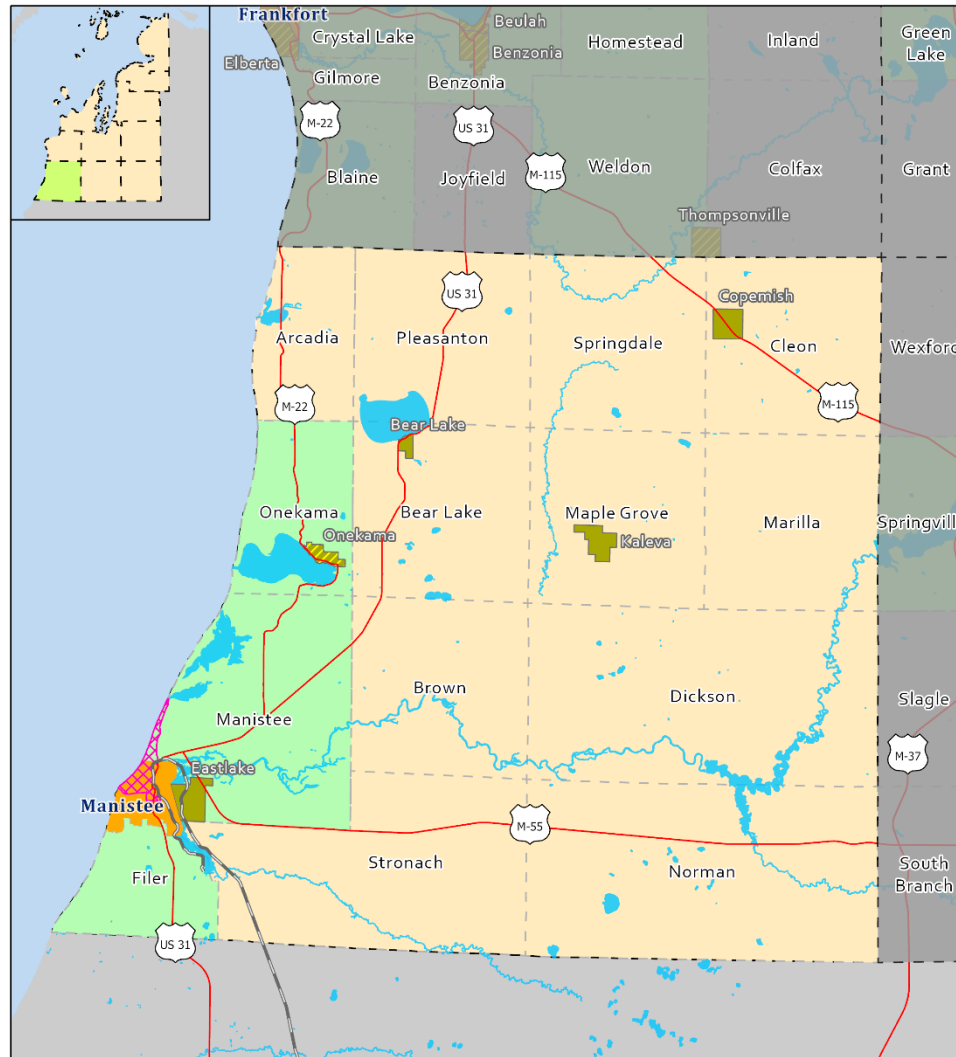 Frankfort
Beulah
Crystal Lake
Homestead
Inland
Green
Lake
Elberta
Benzonia
Gilmore
Benzonia
M-22
US 31
M-115
Weldon
Colfax
Grant
Blaine
Joyfield
Thompsonville
US 31
Copemish
Arcadia
Pleasanton
Springdale
Cleon
Wexford
M-22
M-115
Bear Lake
Onekama
Bear Lake
Maple Grove
Marilla
Springvill
Onekama
Kaleva
Brown
Dickson
Slagle
Manistee
M-37
Eastlake
Manistee
M-55
Stronach
Norman
South
Branch
Filer
US 31